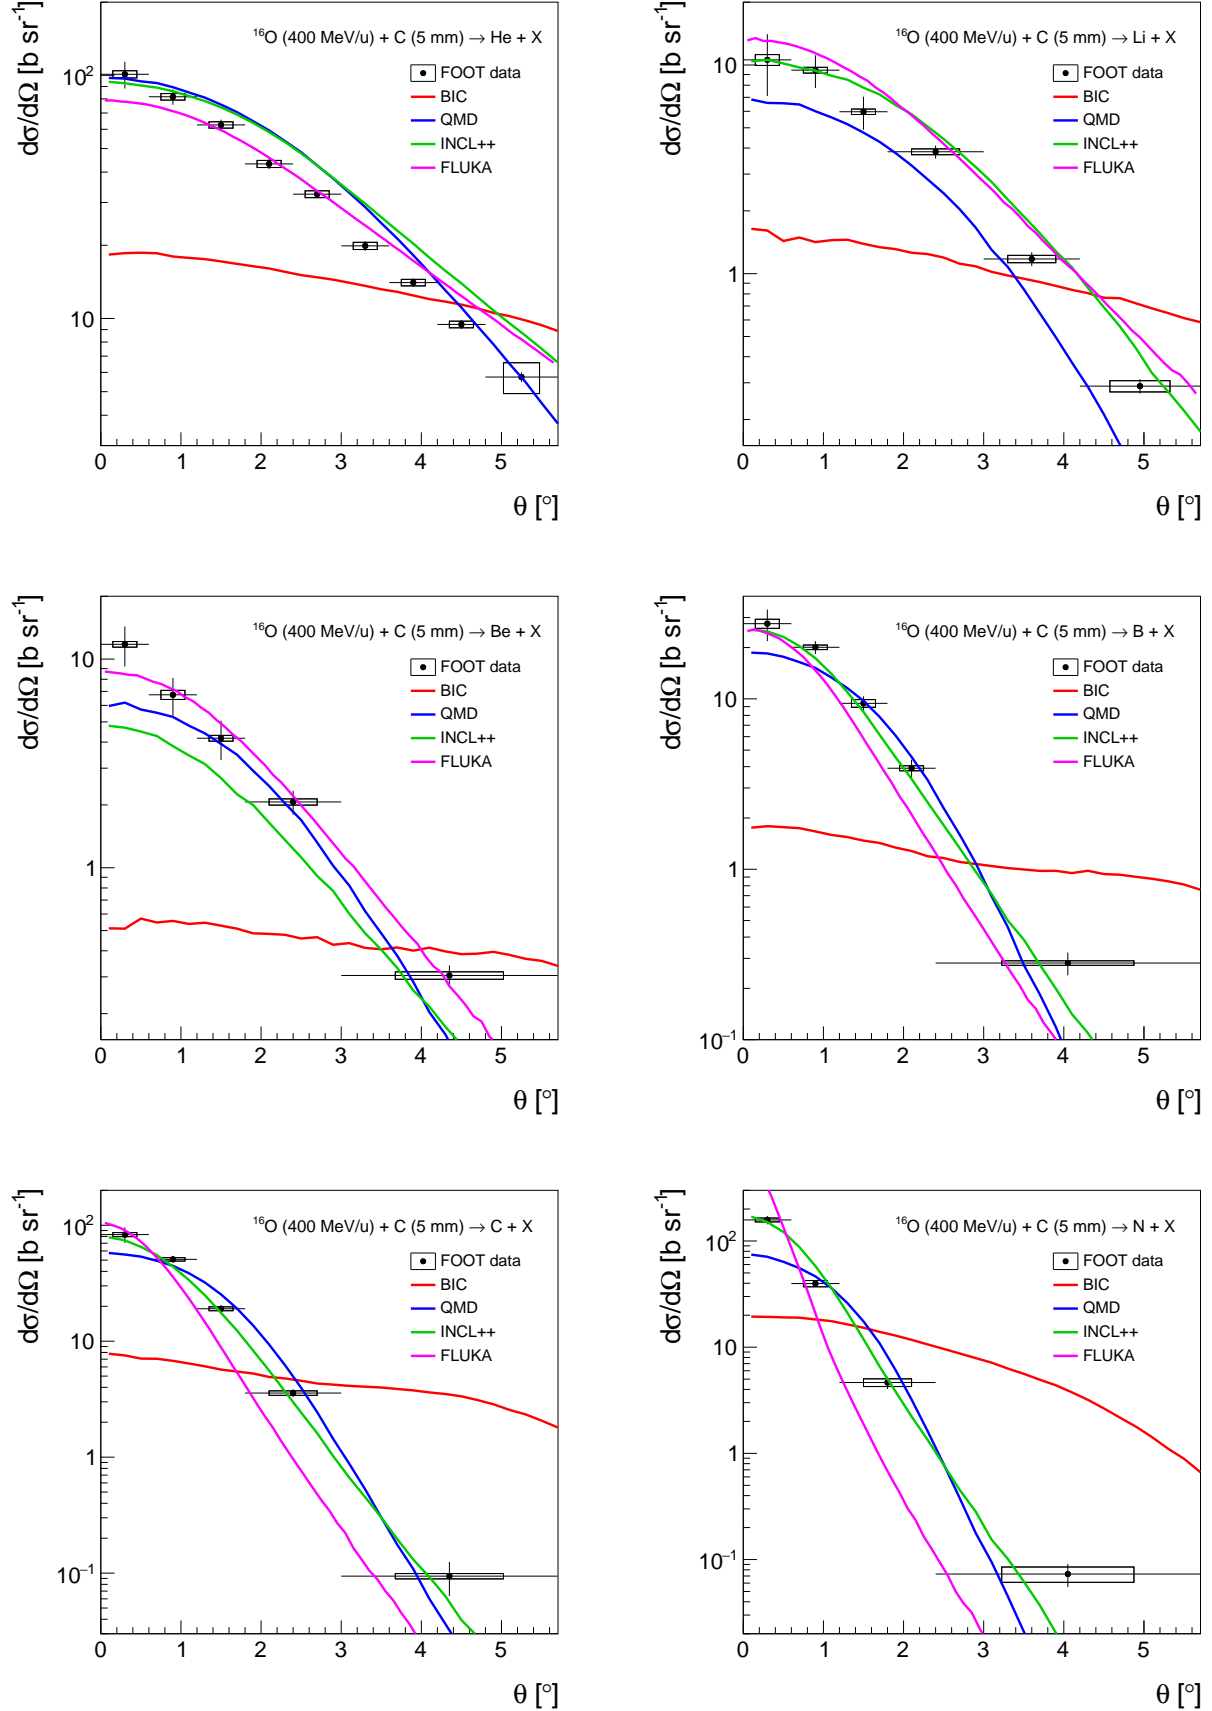 dσ/dΩ [b sr⁻¹]
¹⁶O (400 MeV/u) + C (5 mm) → He + X
FOOT data
BIC
QMD
INCL++
FLUKA
10²
10
0 1 2 3 4 5
θ [°]
dσ/dΩ [b sr⁻¹]
¹⁶O (400 MeV/u) + C (5 mm) → Li + X
FOOT data
BIC
QMD
INCL++
FLUKA
10
1
0 1 2 3 4 5
θ [°]
dσ/dΩ [b sr⁻¹]
¹⁶O (400 MeV/u) + C (5 mm) → Be + X
FOOT data
BIC
QMD
INCL++
FLUKA
10
1
0 1 2 3 4 5
θ [°]
dσ/dΩ [b sr⁻¹]
¹⁶O (400 MeV/u) + C (5 mm) → B + X
FOOT data
BIC
QMD
INCL++
FLUKA
10
1
10⁻¹
0 1 2 3 4 5
θ [°]
dσ/dΩ [b sr⁻¹]
¹⁶O (400 MeV/u) + C (5 mm) → C + X
FOOT data
BIC
QMD
INCL++
FLUKA
10²
10
1
10⁻¹
0 1 2 3 4 5
θ [°]
dσ/dΩ [b sr⁻¹]
¹⁶O (400 MeV/u) + C (5 mm) → N + X
FOOT data
BIC
QMD
INCL++
FLUKA
10²
10
1
10⁻¹
0 1 2 3 4 5
θ [°]